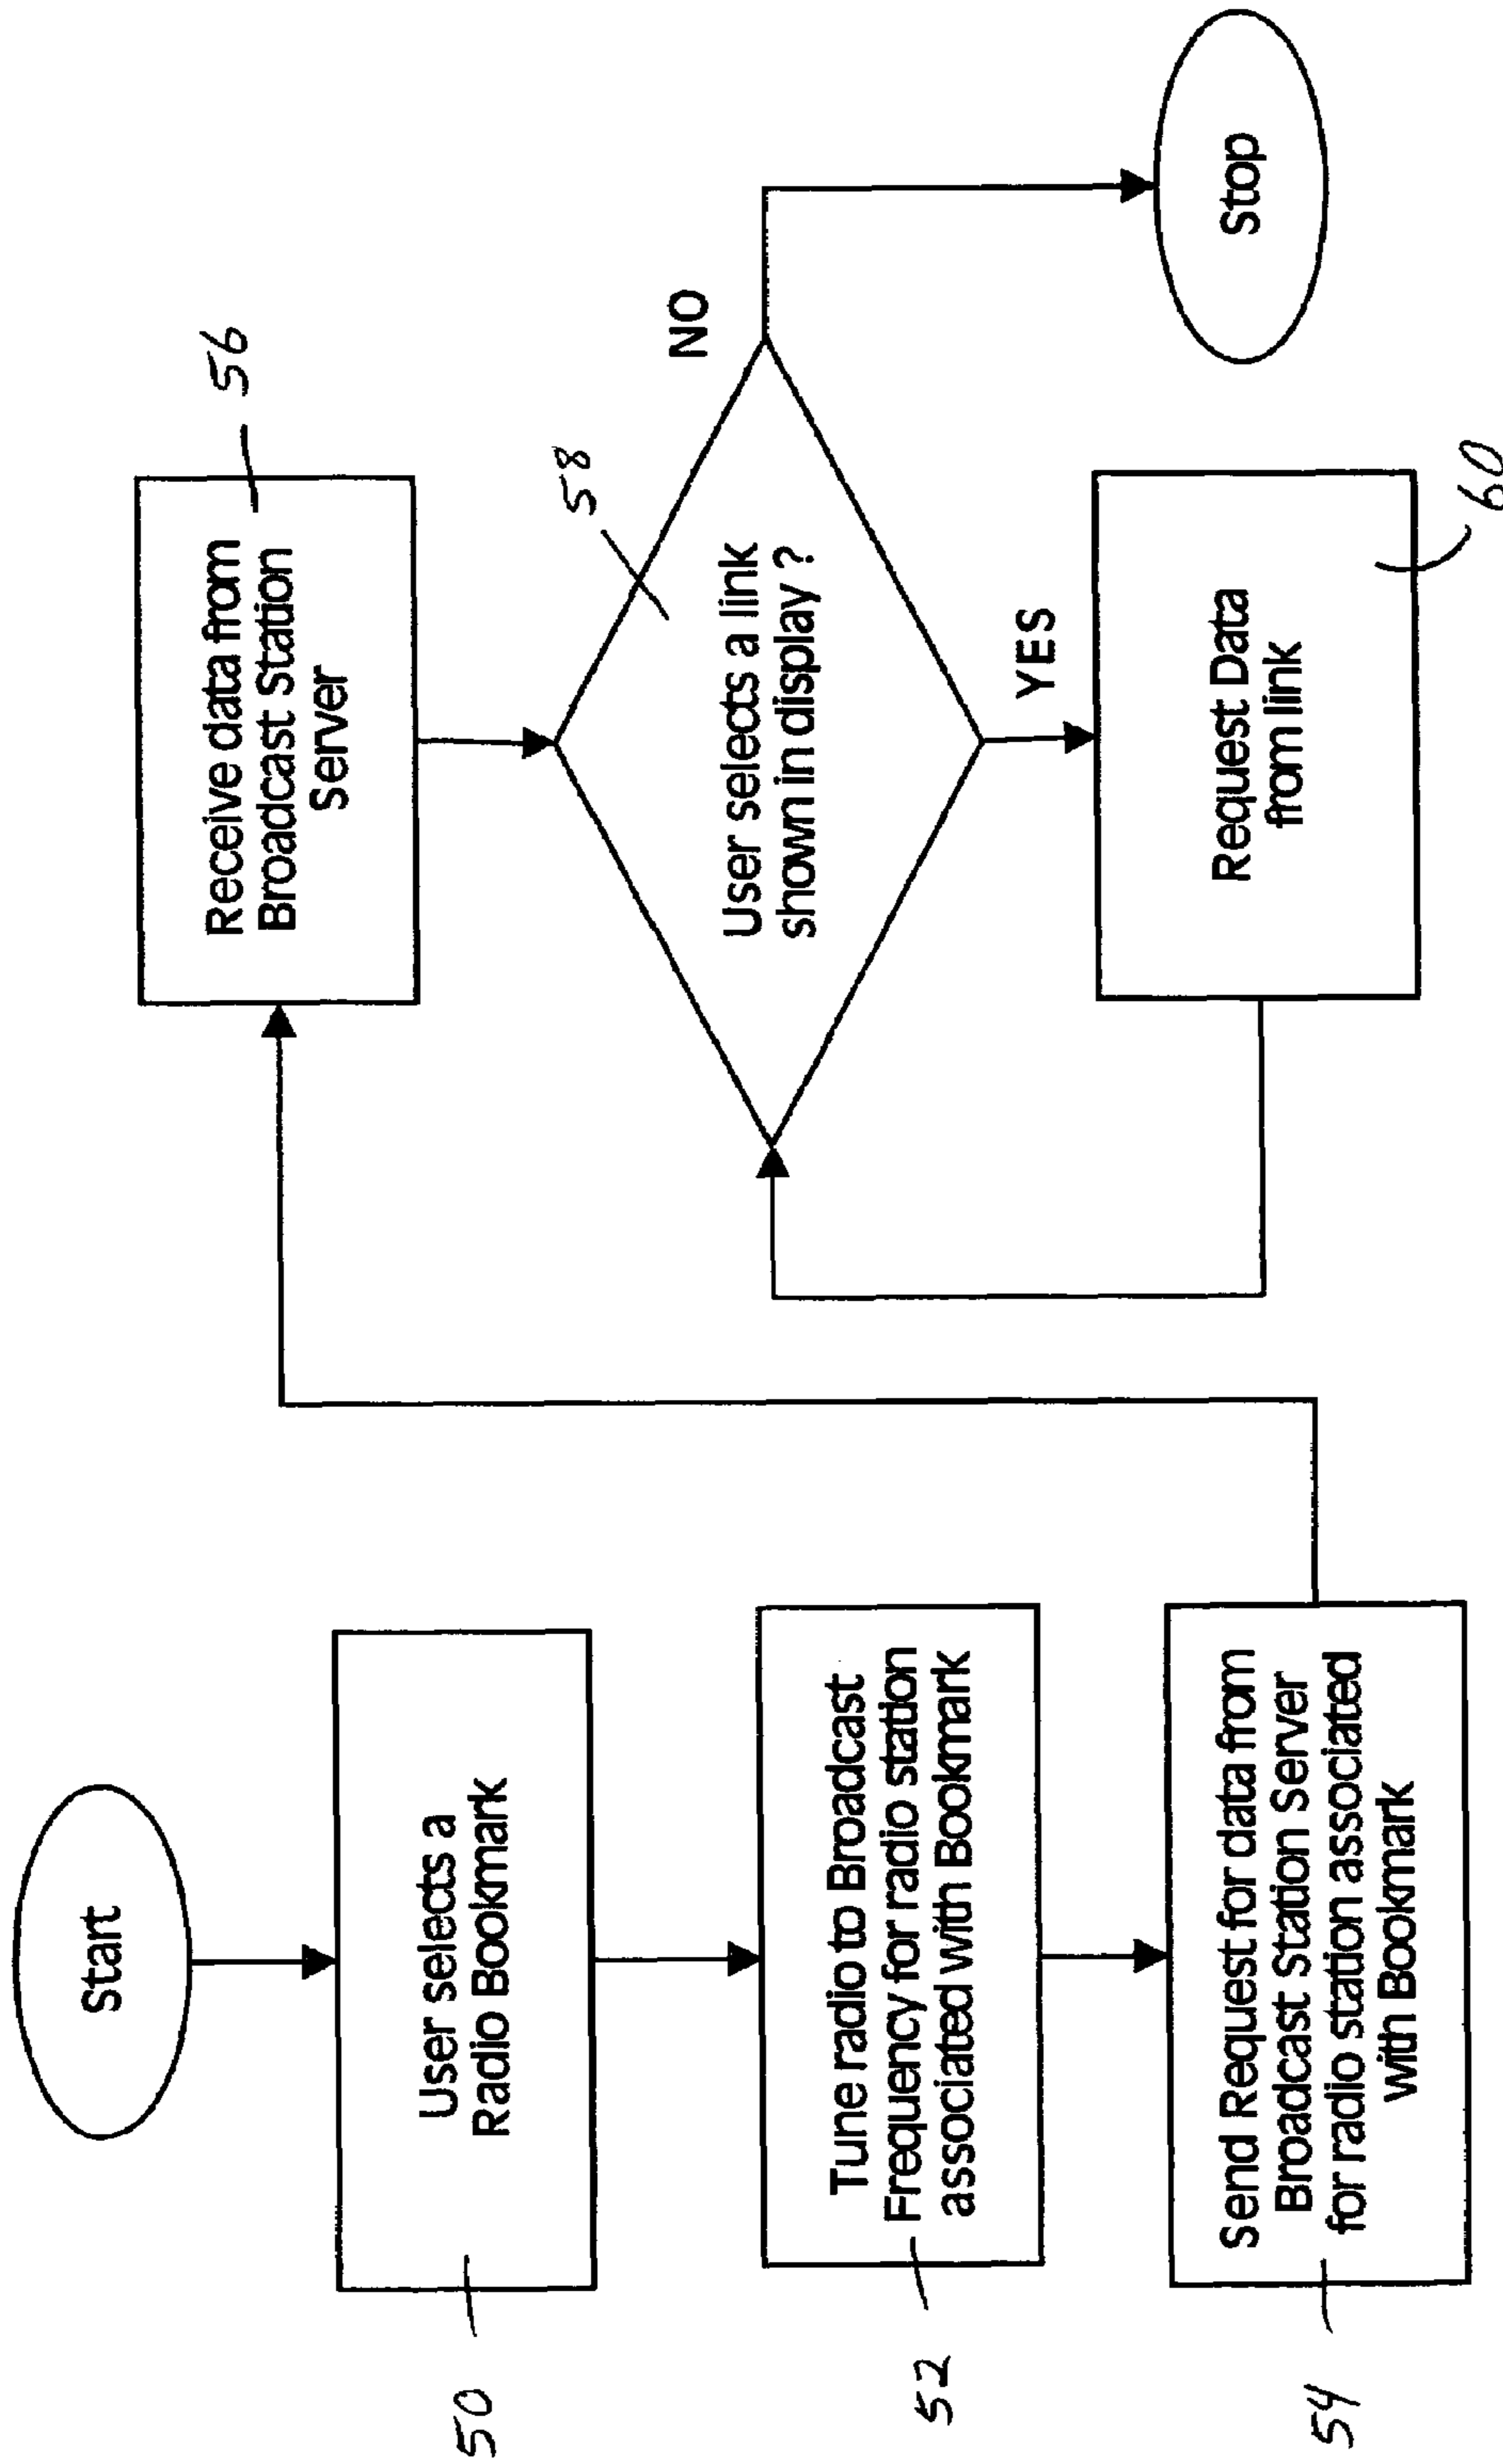 Start
User selects a
Radio Bookmark
50
Tune radio to Broadcast
Frequency for radio station
associated with Bookmark
52
Send Request for data from
Broadcast Station Server
for radio station associated
with Bookmark
54
Receive data from
Broadcast Station
Server
56
User selects a link
shown in display ?
58
NO
YES
Request Data
from link
60
Stop